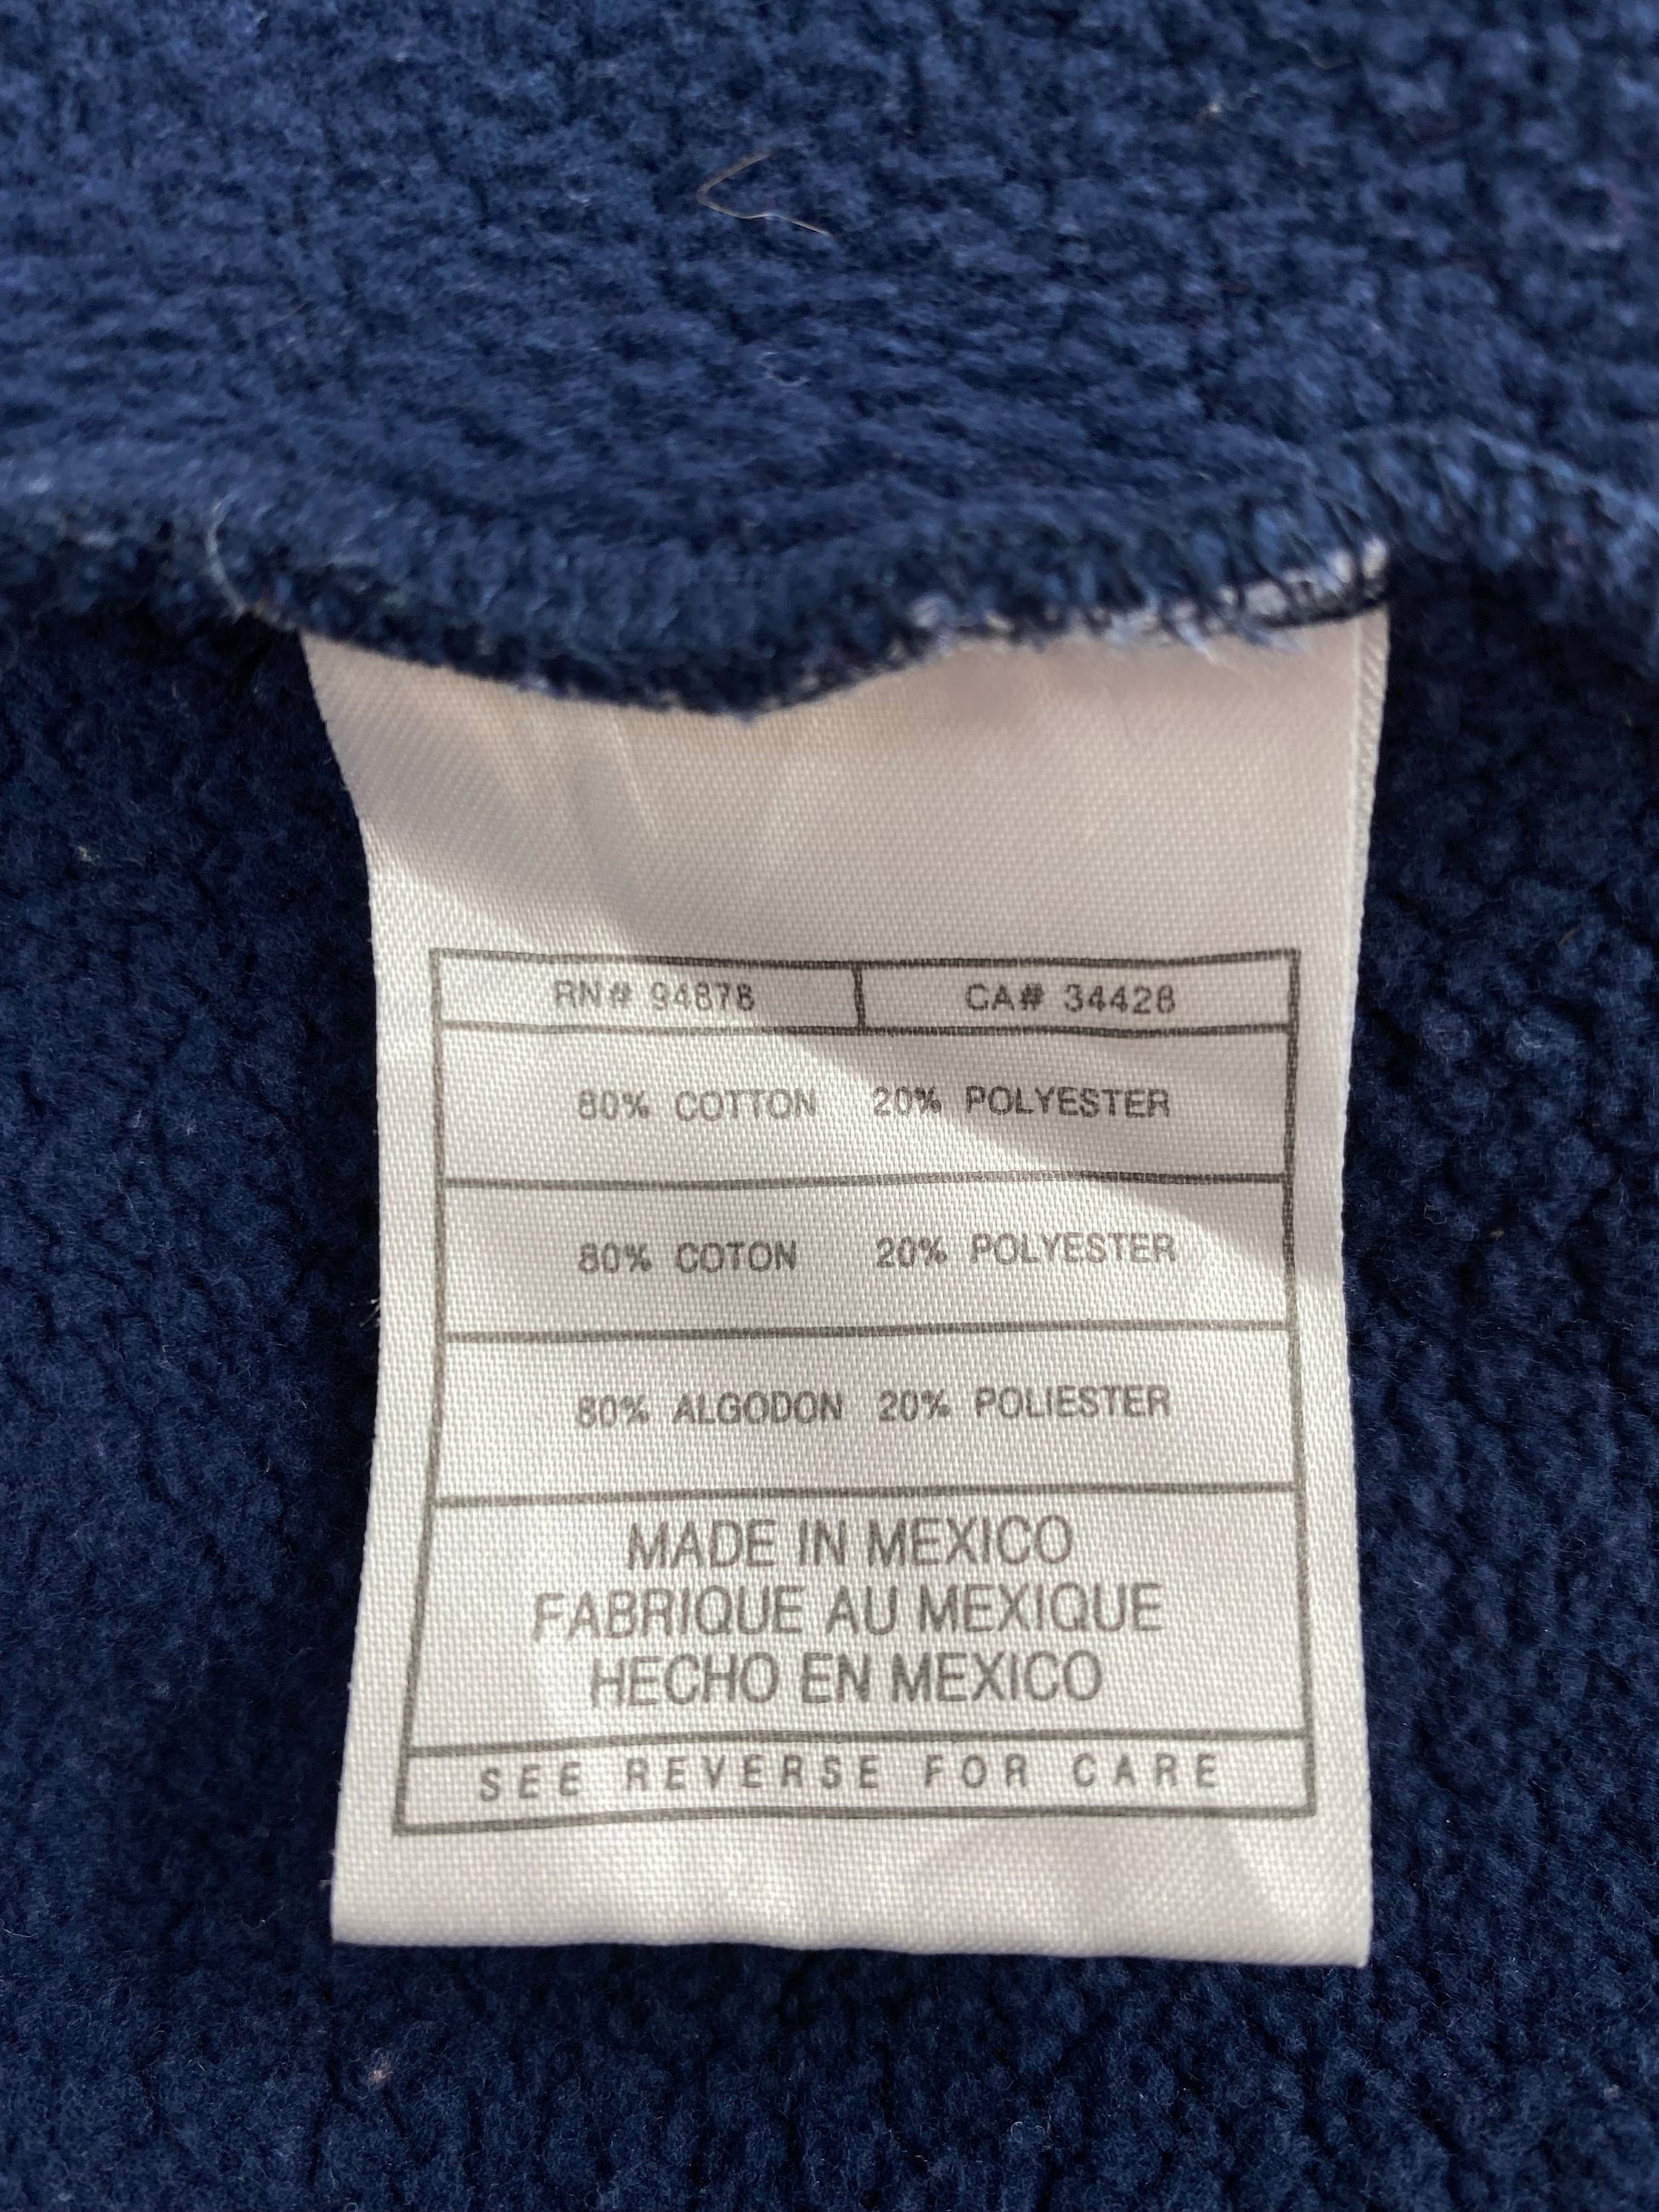 RN# 94878 CA# 34428
80% COTTON 20% POLYESTER
80% COTON 20% POLYESTER
80% ALGODON 20% POLIESTER
MADE IN MEXICO
FABRIQUE AU MEXIQUE
HECHO EN MEXICO
SEE REVERSE FOR CARE